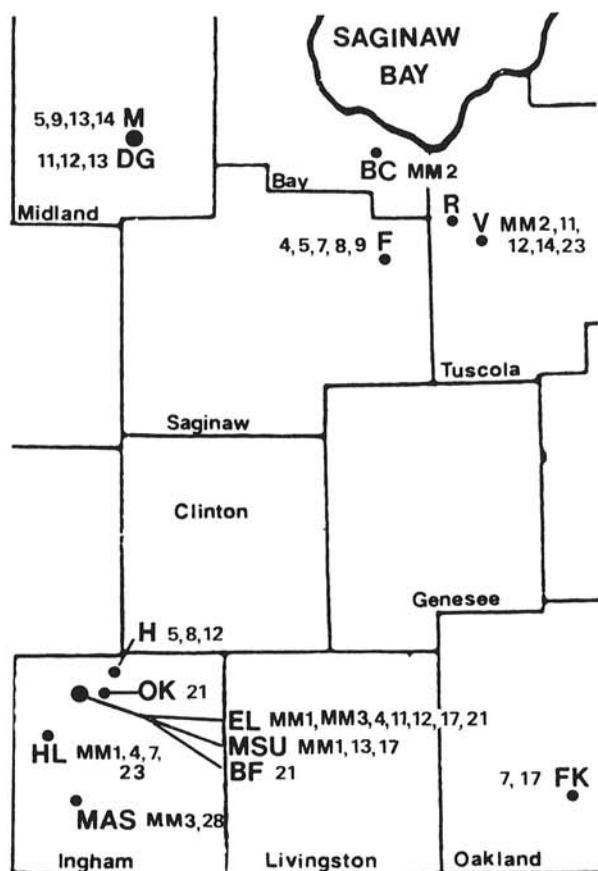 SAGINAW
BAY
5,9,13,14 M
11,12,13 DG
Midland
BC MM2
Bay
R
V MM2,11,
12,14,23
F
4,5,7,8,9
Tuscola
Saginaw
Clinton
Genesee
H 5,8,12
OK 21
EL MM1,MM3,4,11,12,17,21
MSU MM1,13,17
BF 21
HL MM1,4,7,
23
7,17 FK
MAS MM3,28
Ingham
Livingston
Oakland